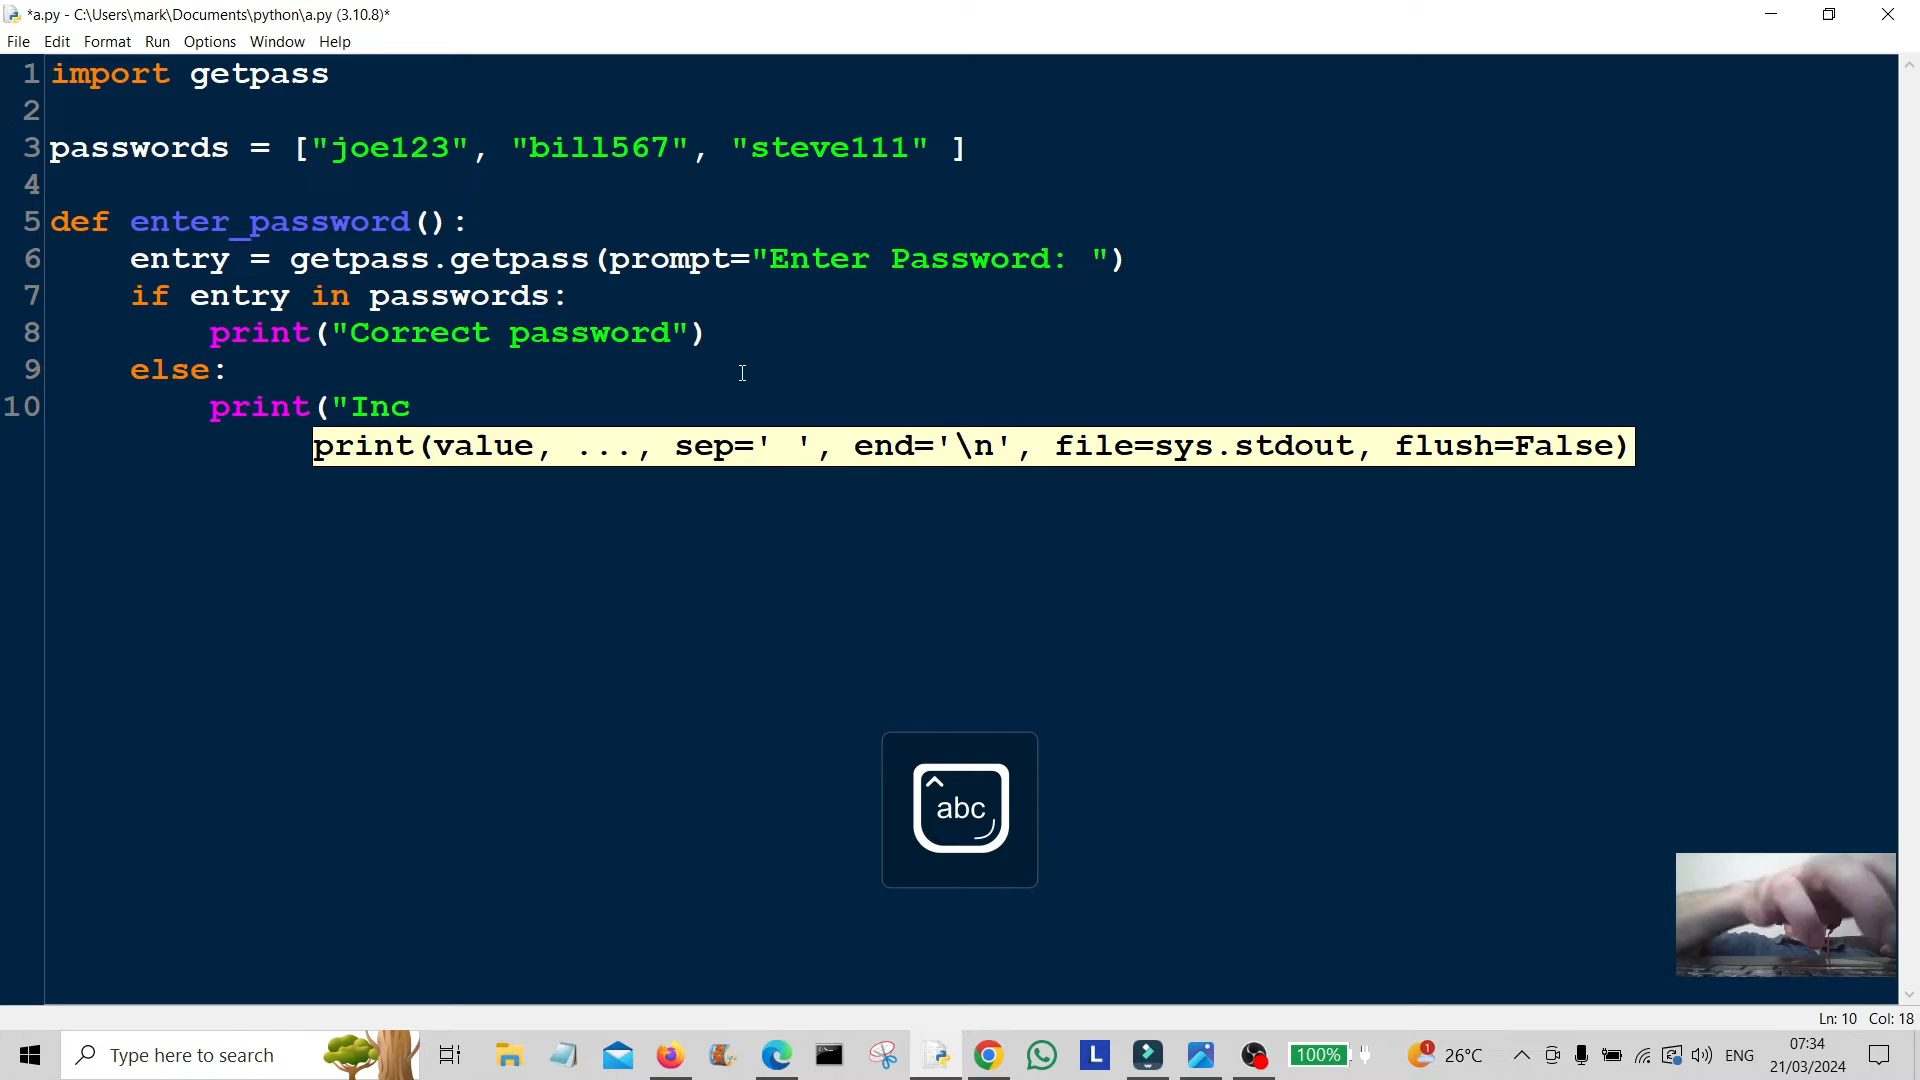 *a.py - C:\Users\mark\Documents\python\a.py (3.10.8)*
File Edit Format Run Options Window Help
1 import getpass
2
3 passwords = ["joe123", "bill567", "steve111" ]
4
5 def enter_password():
6     entry = getpass.getpass(prompt="Enter Password: ")
7     if entry in passwords:
8         print("Correct password")
9     else:
10         print("Inc
print(value, ..., sep=' ', end='\n', file=sys.stdout, flush=False)
abc
Ln: 10 Col: 18
Type here to search
L
100%
1
26°C
ENG
07:34
21/03/2024